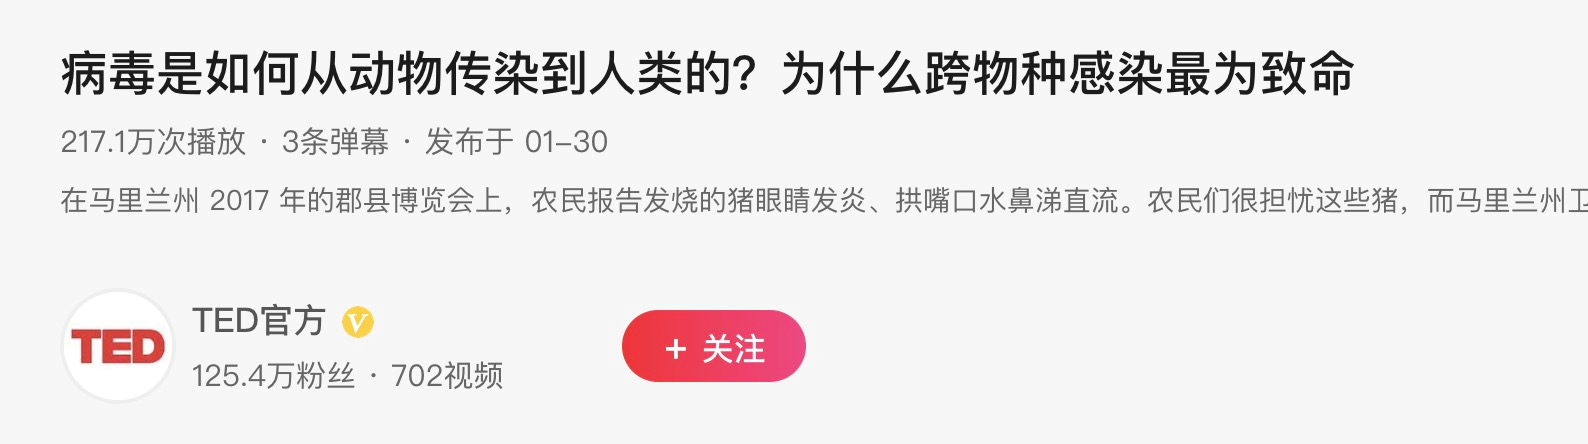 病毒是如何从动物传染到人类的？为什么跨物种感染最为致命
217.1万次播放 · 3条弹幕 · 发布于 01-30
在马里兰州 2017 年的郡县博览会上，农民报告发烧的猪眼睛发炎、拱嘴口水鼻涕直流。农民们很担忧这些猪，而马里兰州卫
TED
TED官方 V
125.4万粉丝 · 702视频
+ 关注